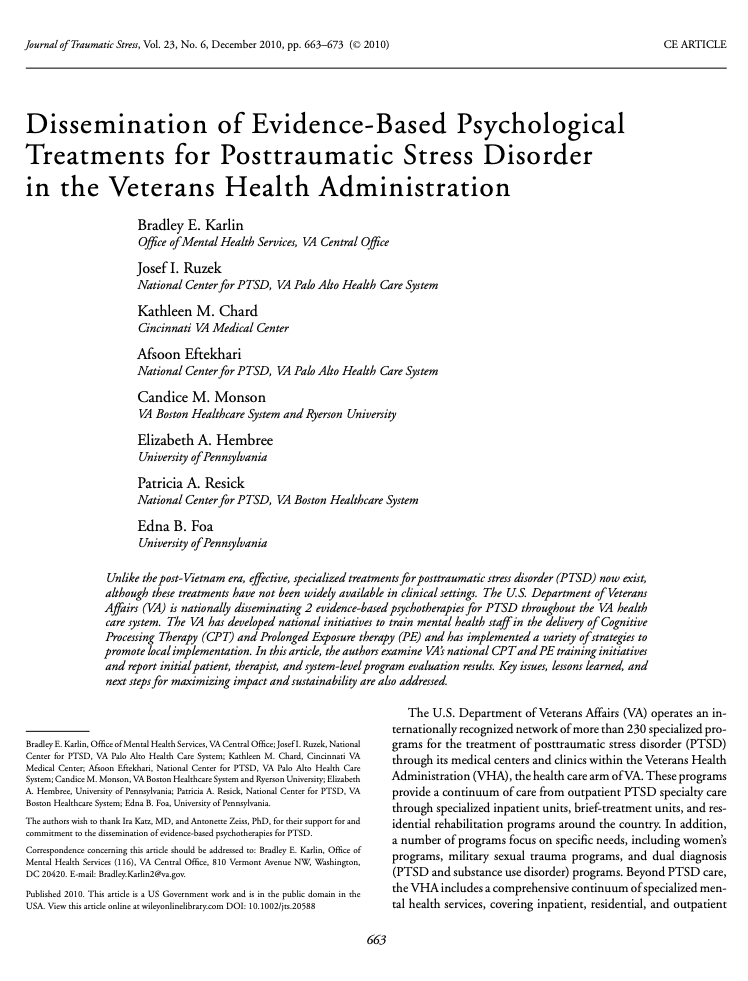 Journal of Traumatic Stress, Vol. 23, No. 6, December 2010, pp. 663–673 (© 2010)
CE ARTICLE
Dissemination of Evidence-Based Psychological
Treatments for Posttraumatic Stress Disorder
in the Veterans Health Administration
Bradley E. Karlin
Office of Mental Health Services, VA Central Office
Josef I. Ruzek
National Center for PTSD, VA Palo Alto Health Care System
Kathleen M. Chard
Cincinnati VA Medical Center
Afsoon Eftekhari
National Center for PTSD, VA Palo Alto Health Care System
Candice M. Monson
VA Boston Healthcare System and Ryerson University
Elizabeth A. Hembree
University of Pennsylvania
Patricia A. Resick
National Center for PTSD, VA Boston Healthcare System
Edna B. Foa
University of Pennsylvania
Unlike the post-Vietnam era, effective, specialized treatments for posttraumatic stress disorder (PTSD) now exist,
although these treatments have not been widely available in clinical settings. The U.S. Department of Veterans
Affairs (VA) is nationally disseminating 2 evidence-based psychotherapies for PTSD throughout the VA health
care system. The VA has developed national initiatives to train mental health staff in the delivery of Cognitive
Processing Therapy (CPT) and Prolonged Exposure therapy (PE) and has implemented a variety of strategies to
promote local implementation. In this article, the authors examine VA's national CPT and PE training initiatives
and report initial patient, therapist, and system-level program evaluation results. Key issues, lessons learned, and
next steps for maximizing impact and sustainability are also addressed.
Bradley E. Karlin, Office of Mental Health Services, VA Central Office; Josef I. Ruzek, National
Center for PTSD, VA Palo Alto Health Care System; Kathleen M. Chard, Cincinnati VA
Medical Center; Afsoon Eftekhari, National Center for PTSD, VA Palo Alto Health Care
System; Candice M. Monson, VA Boston Healthcare System and Ryerson University; Elizabeth
A. Hembree, University of Pennsylvania; Patricia A. Resick, National Center for PTSD, VA
Boston Healthcare System; Edna B. Foa, University of Pennsylvania.
The authors wish to thank Ira Katz, MD, and Antonette Zeiss, PhD, for their support for and
commitment to the dissemination of evidence-based psychotherapies for PTSD.
Correspondence concerning this article should be addressed to: Bradley E. Karlin, Office of
Mental Health Services (116), VA Central Office, 810 Vermont Avenue NW, Washington,
DC 20420. E-mail: Bradley.Karlin2@va.gov.
Published 2010. This article is a US Government work and is in the public domain in the
USA. View this article online at wileyonlinelibrary.com DOI: 10.1002/jts.20588
The U.S. Department of Veterans Affairs (VA) operates an in-
ternationally recognized network of more than 230 specialized pro-
grams for the treatment of posttraumatic stress disorder (PTSD)
through its medical centers and clinics within the Veterans Health
Administration (VHA), the health care arm of VA. These programs
provide a continuum of care from outpatient PTSD specialty care
through specialized inpatient units, brief-treatment units, and res-
idential rehabilitation programs around the country. In addition,
a number of programs focus on specific needs, including women's
programs, military sexual trauma programs, and dual diagnosis
(PTSD and substance use disorder) programs. Beyond PTSD care,
the VHA includes a comprehensive continuum of specialized men-
tal health services, covering inpatient, residential, and outpatient
663